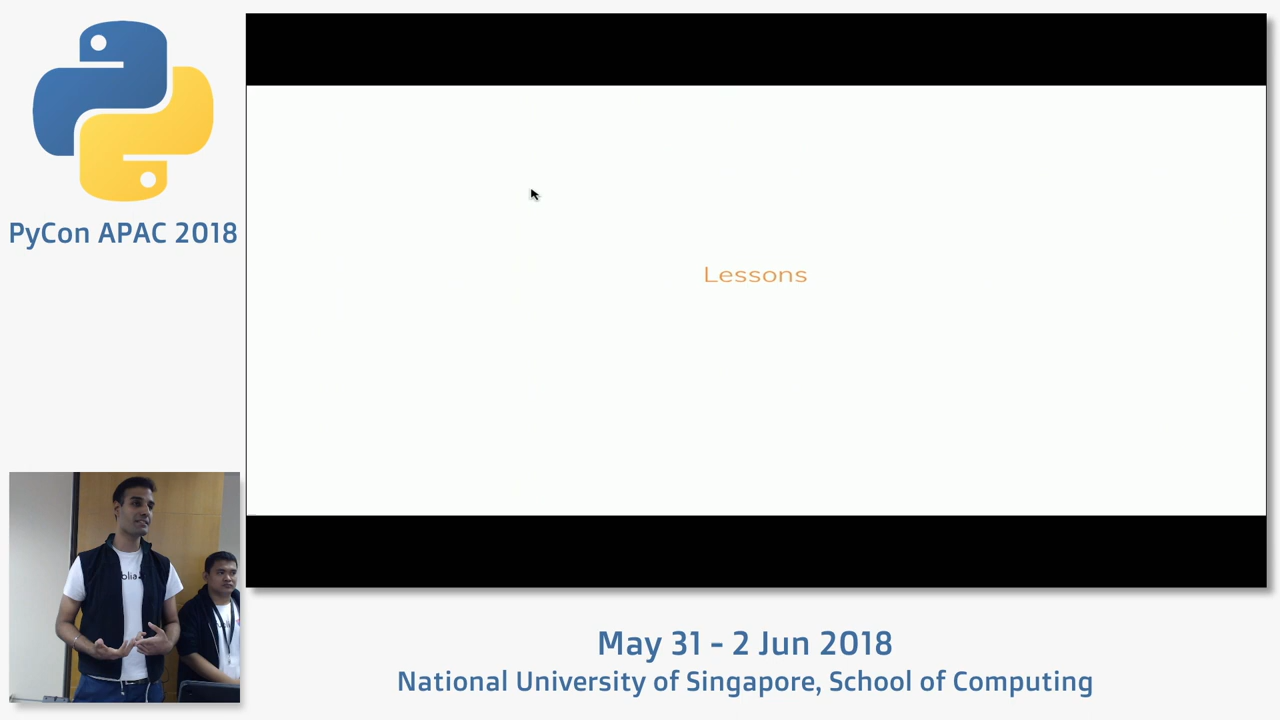 PyCon APAC 2018
Lessons
May 31 - 2 Jun 2018
National University of Singapore, School of Computing